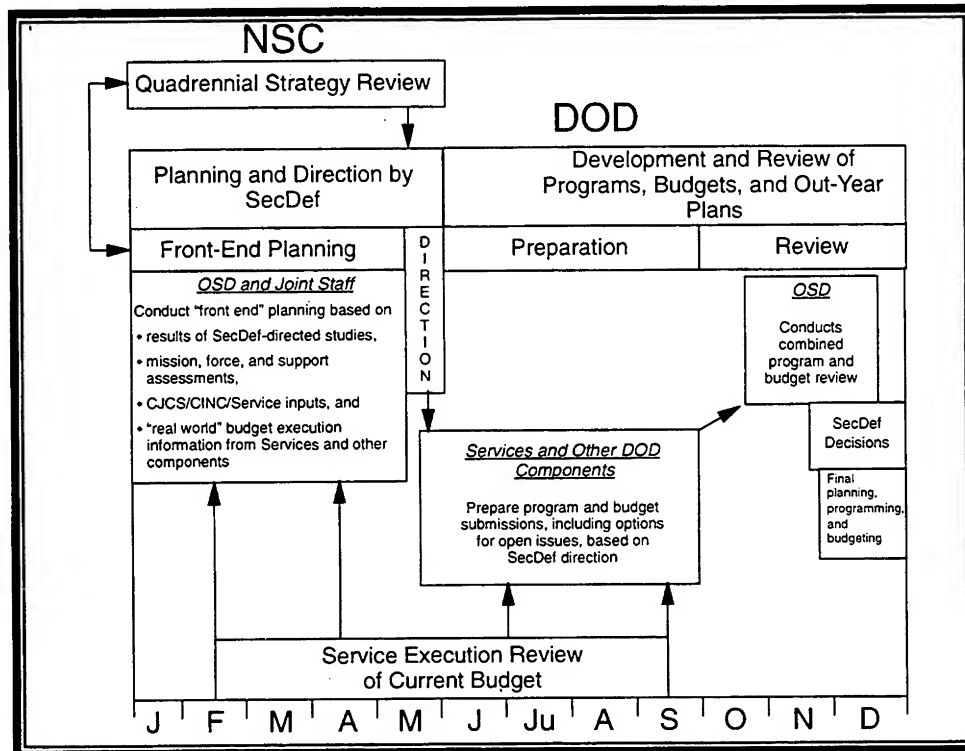 NSC
Quadrennial Strategy Review
DOD
Planning and Direction by
SecDef
Development and Review of
Programs, Budgets, and Out-Year
Plans
Front-End Planning
DIRECTION
Preparation
Review
OSD and Joint Staff
Conduct "front end" planning based on
• results of SecDef-directed studies,
• mission, force, and support
assessments,
• CJCS/CINC/Service inputs, and
• "real world" budget execution
information from Services and other
components
Services and Other DOD
Components
Prepare program and budget
submissions, including options
for open issues, based on
SecDef direction
OSD
Conducts
combined
program and
budget review
SecDef
Decisions
Final
planning,
programming,
and
budgeting
Service Execution Review
of Current Budget
J F M A M J Ju A S O N D